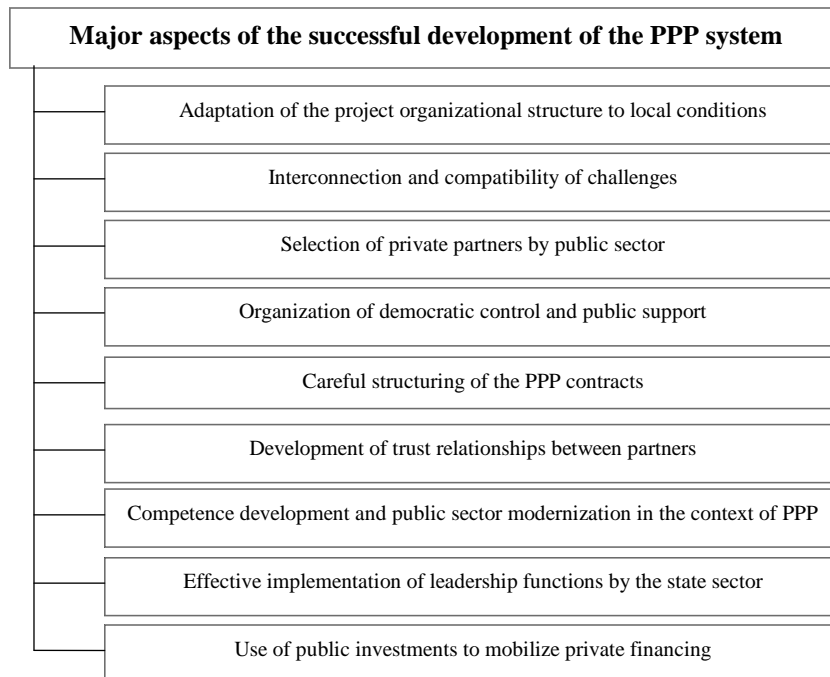 Major aspects of the successful development of the PPP system
Adaptation of the project organizational structure to local conditions
Interconnection and compatibility of challenges
Selection of private partners by public sector
Organization of democratic control and public support
Careful structuring of the PPP contracts
Development of trust relationships between partners
Competence development and public sector modernization in the context of PPP
Effective implementation of leadership functions by the state sector
Use of public investments to mobilize private financing